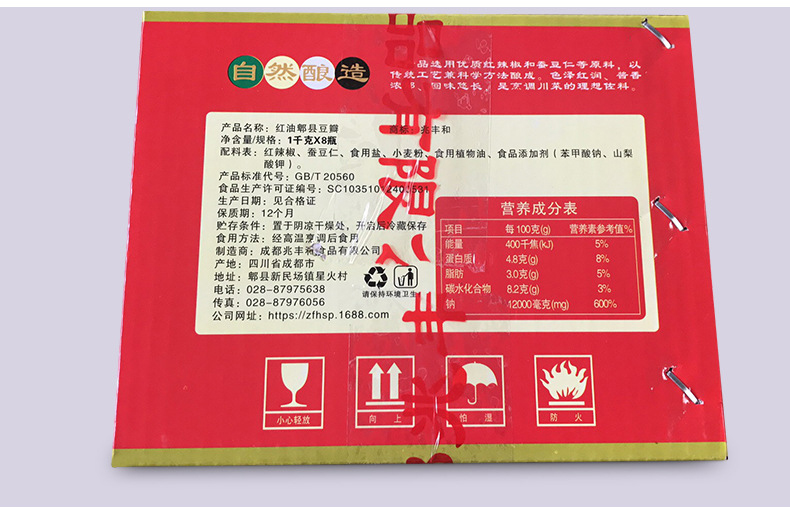 自然酿造
品选用优质红辣椒和蚕豆仁等原料，以
传统工艺兼科学方法酿成。色泽红润、酱香
浓 回味悠长，是烹调川菜的理想佐料。
产品名称：红油郫县豆瓣 商标：兆丰和
净含量/规格：1千克X8瓶
配料表：红辣椒、蚕豆仁、食用盐、小麦粉、食用植物油、食品添加剂（苯甲酸钠、山梨
酸钾）。
产品标准代号：GB/T 20560
食品生产许可证编号：SC103510 240 531
生产日期：见合格证
保质期：12个月
贮存条件：置于阴凉干燥处，开启后冷藏保存
食用方法：经高温烹调后食用
制造商：成都兆丰和食品有限公司
产地：四川省成都市
地址：郫县新民场镇星火村
电话：028-87975638
传真：028-87976056
公司网址：https://zfhsp.1688.com
请保持环境卫生
营养成分表
项目 每100克(g) 营养素参考值%
能量 400千焦(kJ) 5%
蛋白质 4.8克(g) 8%
脂肪 3.0克(g) 5%
碳水化合物 8.2克(g) 3%
钠 42000毫克(mg) 600%
小心轻放
向上
怕湿
防火
品有限公
丰